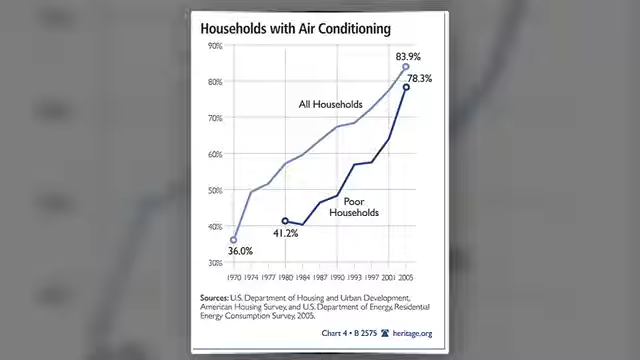 Households with Air Conditioning
90%
83.9%
80%
78.3%
All Households
70%
60%
50%
Poor
Households
40%
41.2%
36.0%
30%
1970 1974 1977 1980 1984 1987 1990 1993 1997 2001 2005
Sources: U.S. Department of Housing and Urban Development,
American Housing Survey, and U.S. Department of Energy, Residential
Energy Consumption Survey, 2005.
Chart 4 • B 2575 heritage.org